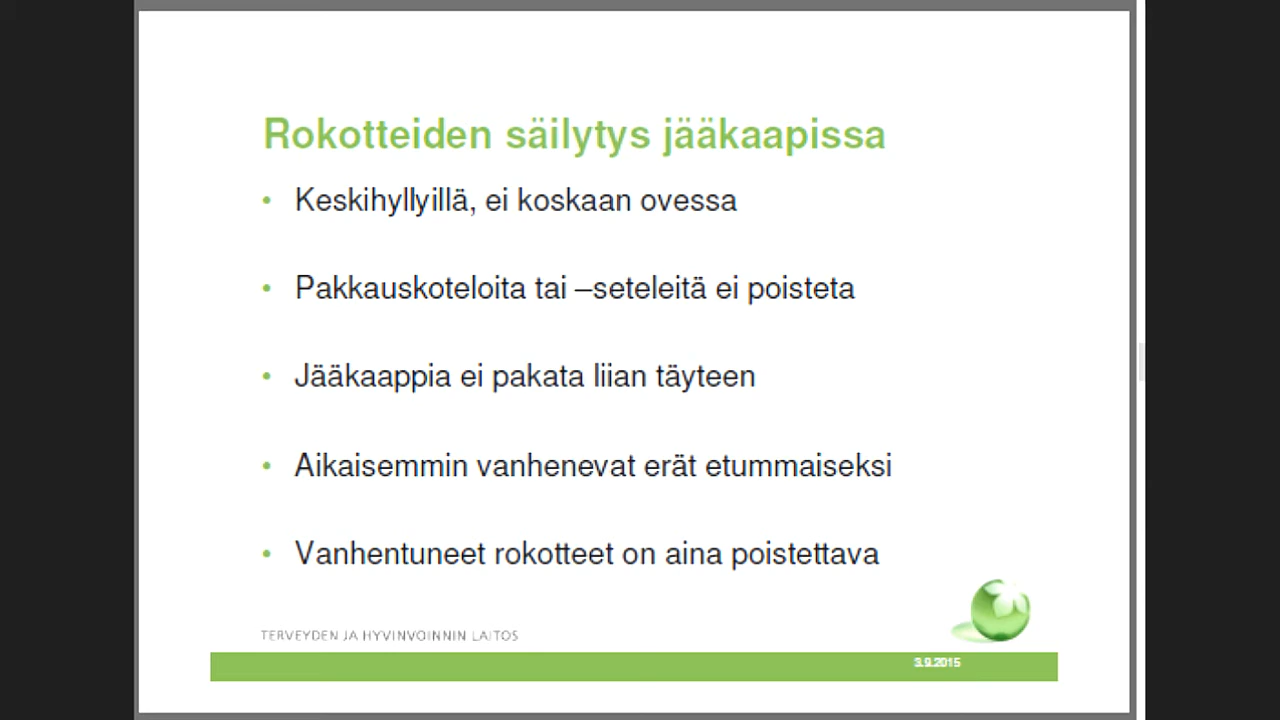 Rokotteiden säilytys jääkaapissa
• Keskihyllyillä, ei koskaan ovessa
• Pakkauskoteloita tai –seteleitä ei poisteta
• Jääkaappia ei pakata liian täyteen
• Aikaisemmin vanhenevat erät etummaiseksi
• Vanhentuneet rokotteet on aina poistettava
TERVEYDEN JA HYVINVOINNIN LAITOS
3.9.2015